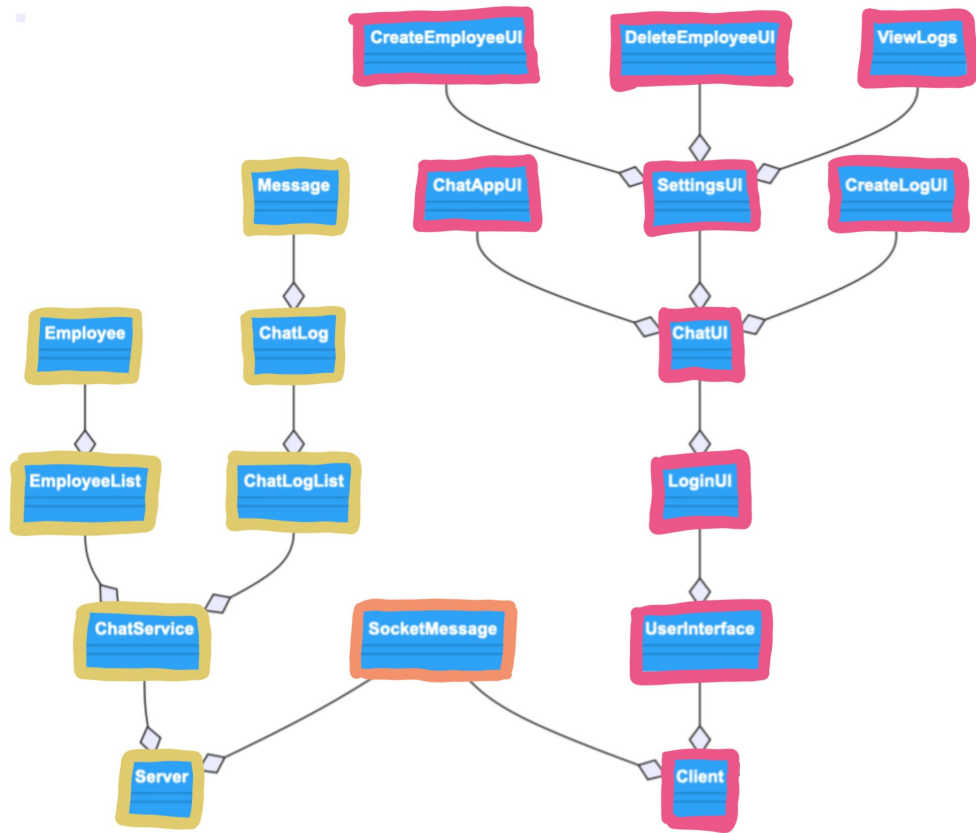 CreateEmployeeUI
DeleteEmployeeUI
ViewLogs
Message
ChatAppUI
SettingsUI
CreateLogUI
Employee
ChatLog
ChatUI
EmployeeList
ChatLogList
LoginUI
ChatService
SocketMessage
UserInterface
Server
Client